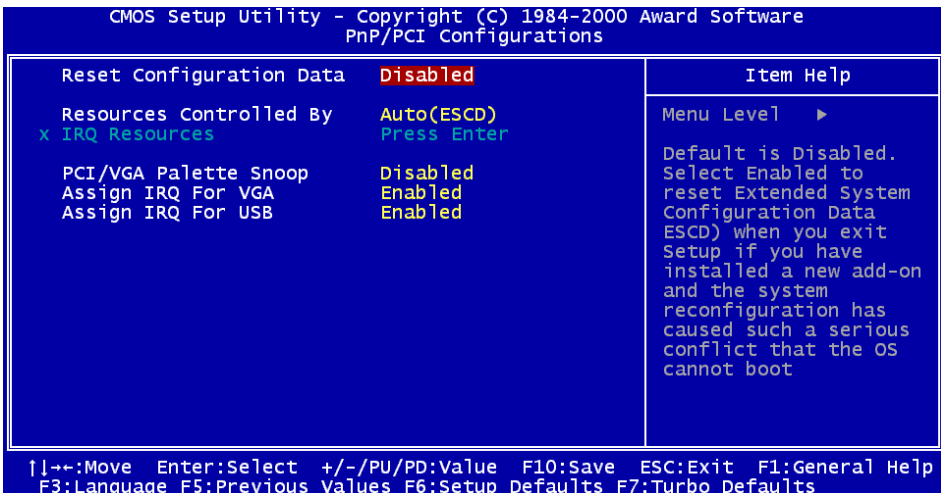 CMOS Setup Utility - Copyright (C) 1984-2000 Award Software
PnP/PCI Configurations
Reset Configuration Data Disabled
Resources Controlled By Auto(ESCD)
x IRQ Resources Press Enter
PCI/VGA Palette Snoop Disabled
Assign IRQ For VGA Enabled
Assign IRQ For USB Enabled
Item Help
Menu Level ►
Default is Disabled.
Select Enabled to
reset Extended System
Configuration Data
ESCD) when you exit
Setup if you have
installed a new add-on
and the system
reconfiguration has
caused such a serious
conflict that the OS
cannot boot
↑↓→←:Move Enter:Select +/-/PU/PD:Value F10:Save ESC:Exit F1:General Help
F3:Language F5:Previous Values F6:Setup Defaults F7:Turbo Defaults